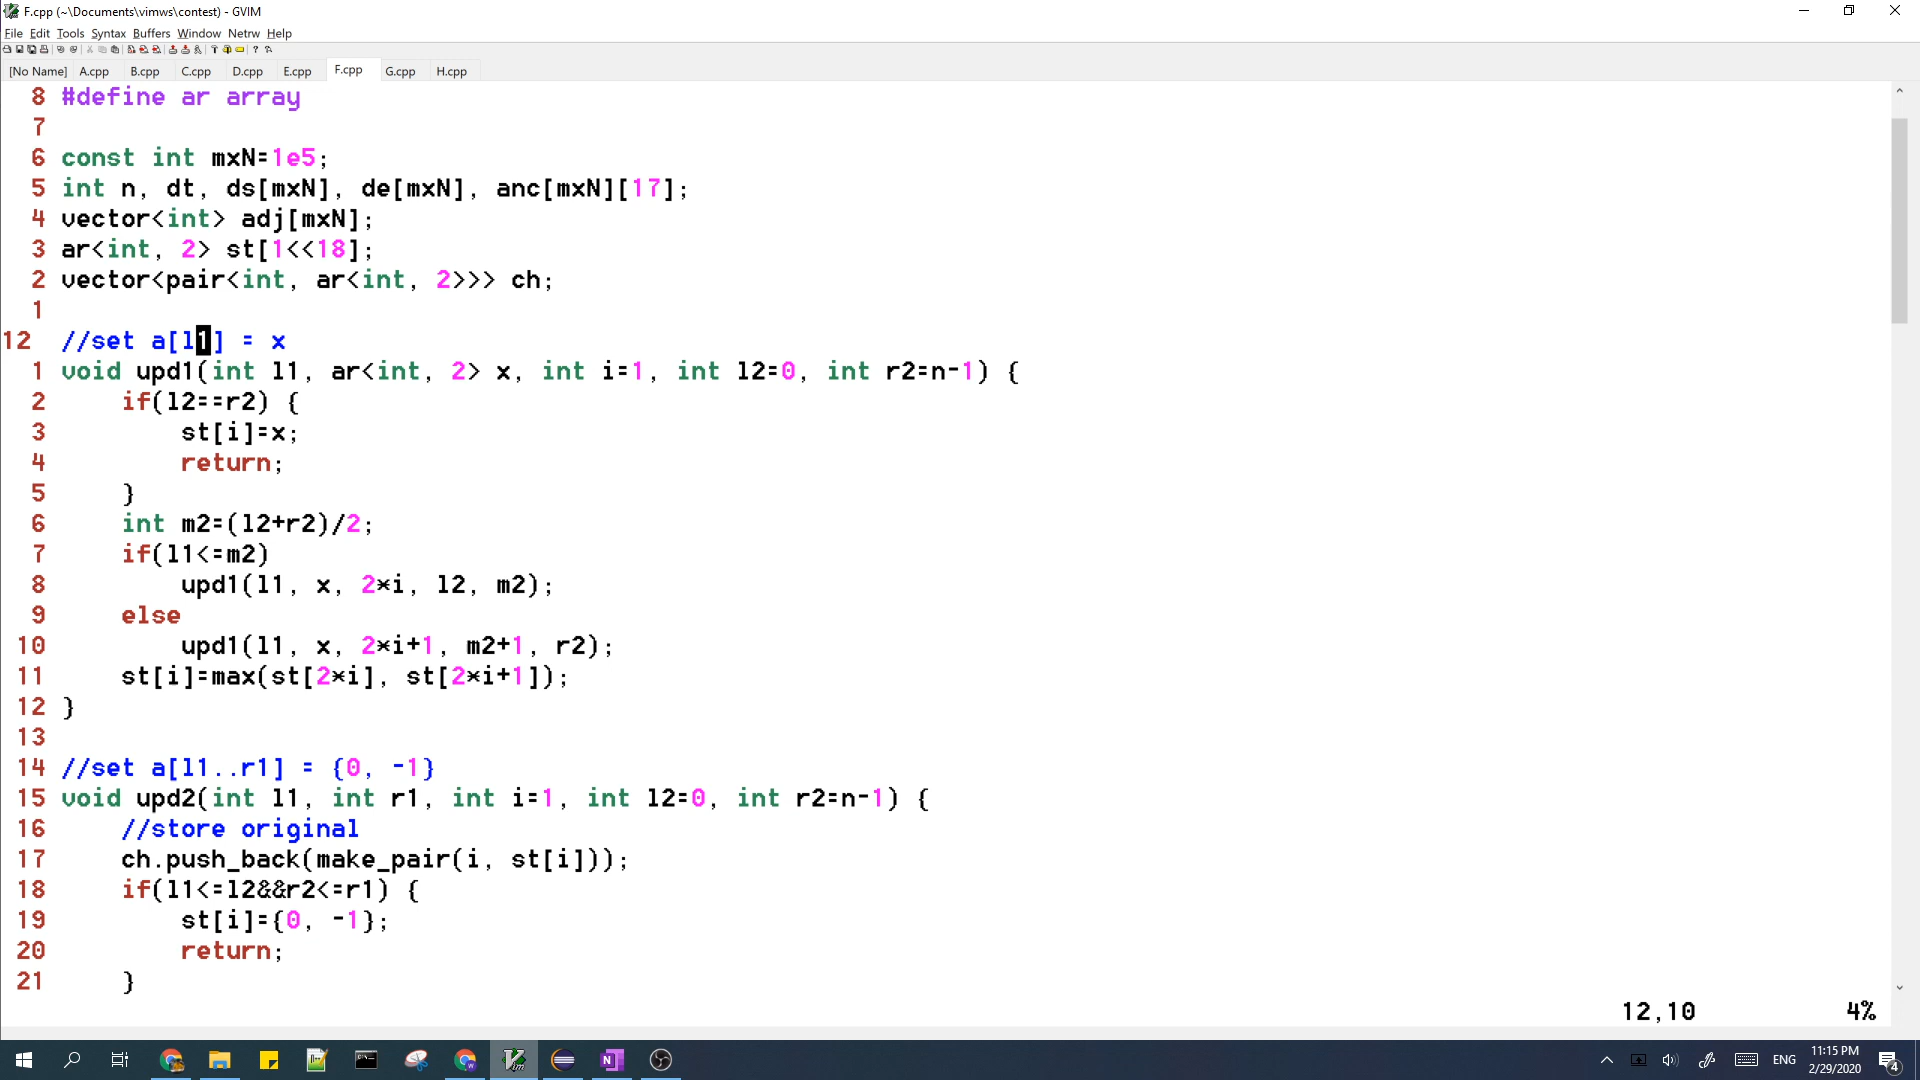 F.cpp (~\Documents\vimws\contest) - GVIM
File Edit Tools Syntax Buffers Window Netrw Help
[No Name] A.cpp B.cpp C.cpp D.cpp E.cpp F.cpp G.cpp H.cpp
8 #define ar array
7
6 const int mxN=1e5;
5 int n, dt, ds[mxN], de[mxN], anc[mxN][17];
4 vector<int> adj[mxN];
3 ar<int, 2> st[1<<18];
2 vector<pair<int, ar<int, 2>>> ch;
1
12 //set a[l1] = x
1 void upd1(int l1, ar<int, 2> x, int i=1, int l2=0, int r2=n-1) {
2 if(l2==r2) {
3 st[i]=x;
4 return;
5 }
6 int m2=(l2+r2)/2;
7 if(l1<=m2)
8 upd1(l1, x, 2*i, l2, m2);
9 else
10 upd1(l1, x, 2*i+1, m2+1, r2);
11 st[i]=max(st[2*i], st[2*i+1]);
12 }
13
14 //set a[l1..r1] = {0, -1}
15 void upd2(int l1, int r1, int i=1, int l2=0, int r2=n-1) {
16 //store original
17 ch.push_back(make_pair(i, st[i]));
18 if(l1<=l2&&r2<=r1) {
19 st[i]={0, -1};
20 return;
21 }
12,10 4%
ENG
11:15 PM
2/29/2020
4